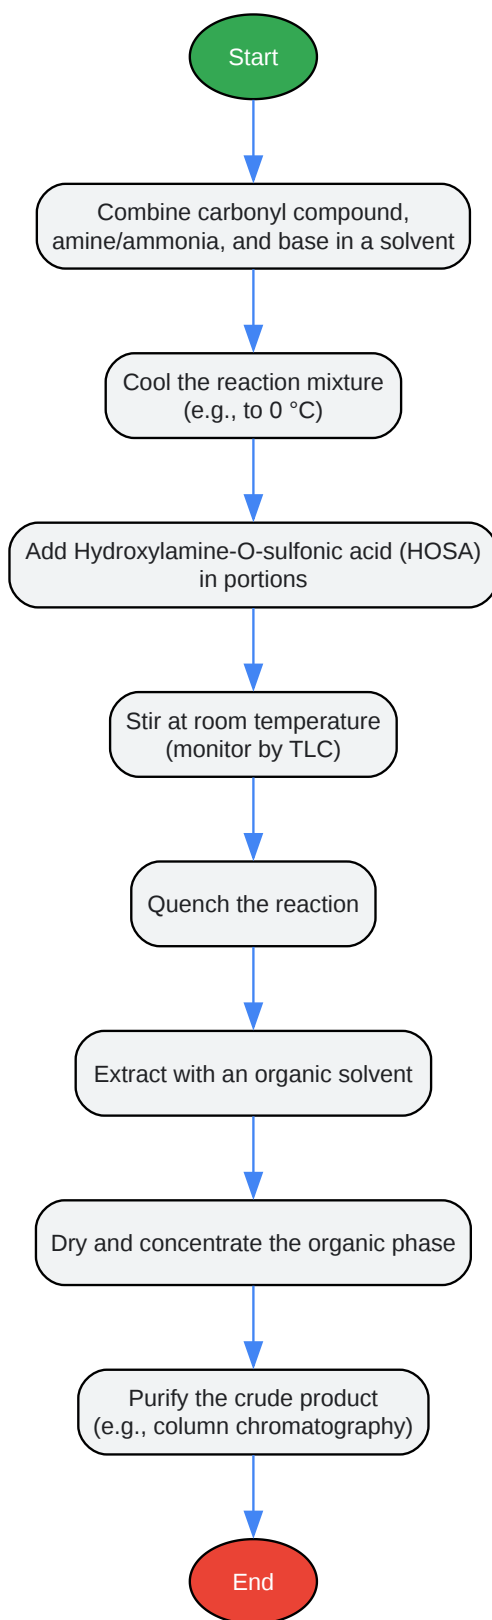 Start
Combine carbonyl compound,
amine/ammonia, and base in a solvent
Cool the reaction mixture
(e.g., to 0 °C)
Add Hydroxylamine-O-sulfonic acid (HOSA)
in portions
Stir at room temperature
(monitor by TLC)
Quench the reaction
Extract with an organic solvent
Dry and concentrate the organic phase
Purify the crude product
(e.g., column chromatography)
End